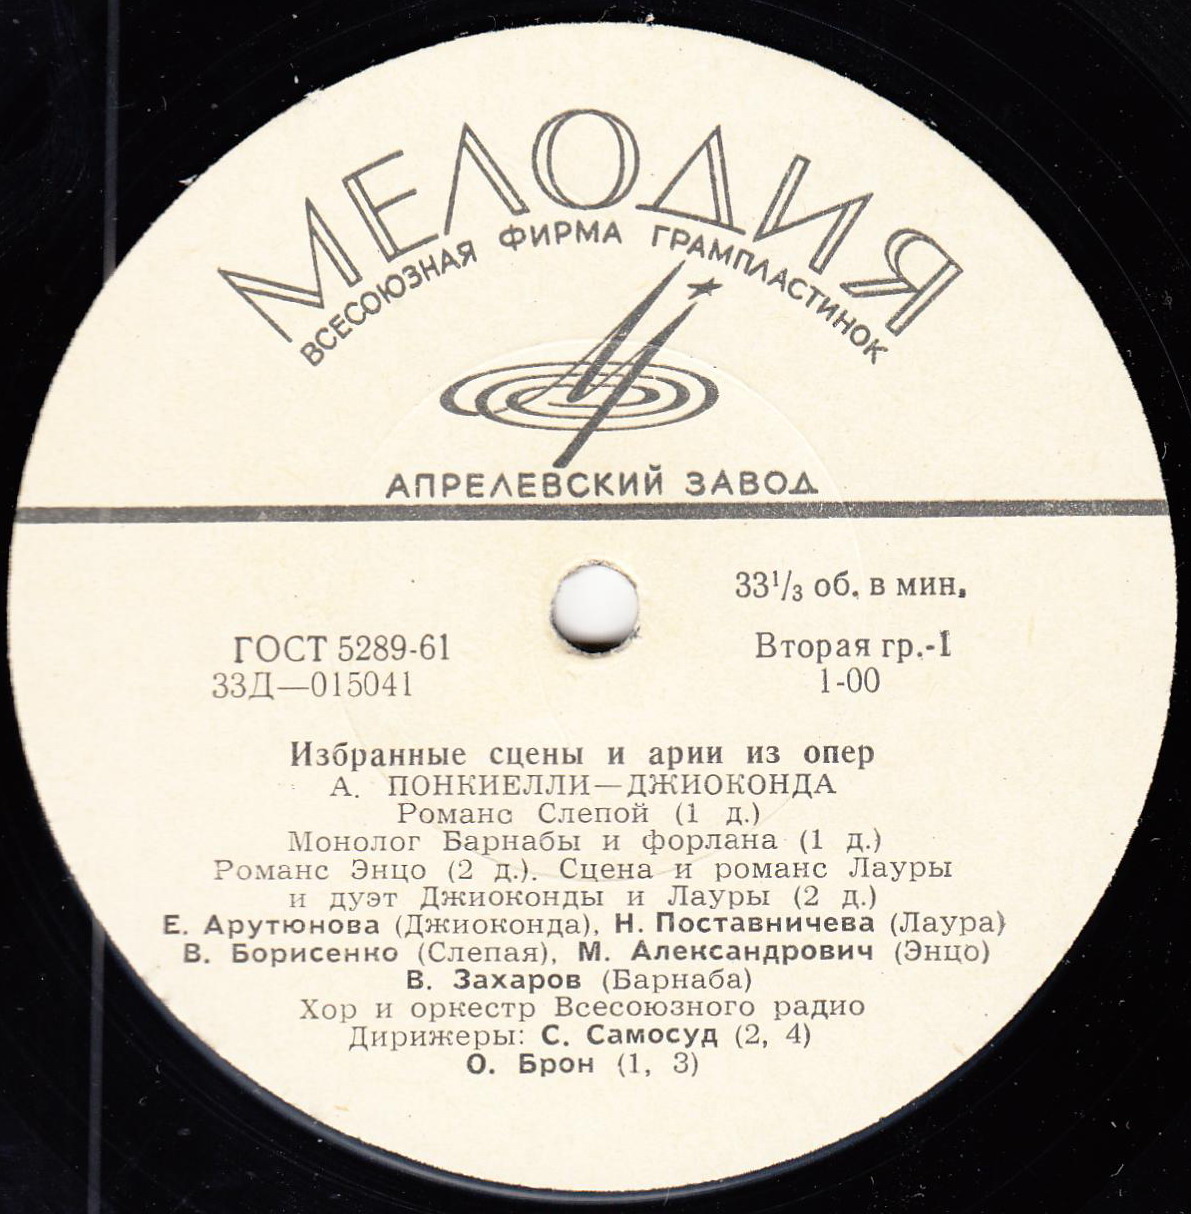 МЕЛОДИЯ
ВСЕСОЮЗНАЯ ФИРМА ГРАМПЛАСТИНОК
АПРЕЛЕВСКИЙ ЗАВОД
33¹/₃ об. в мин.
ГОСТ 5289-61
Вторая гр.-1
33Д—015041
1-00
Избранные сцены и арии из опер
А. ПОНКИЕЛЛИ—ДЖИОКОНДА
Романс Слепой (1 д.)
Монолог Барнабы и форлана (1 д.)
Романс Энцо (2 д.). Сцена и романс Лауры
и дуэт Джиоконды и Лауры (2 д.)
Е. Арутюнова (Джиоконда), Н. Поставничева (Лаура)
В. Борисенко (Слепая), М. Александрович (Энцо)
В. Захаров (Барнаба)
Хор и оркестр Всесоюзного радио
Дирижеры: С. Самосуд (2, 4)
О. Брон (1, 3)